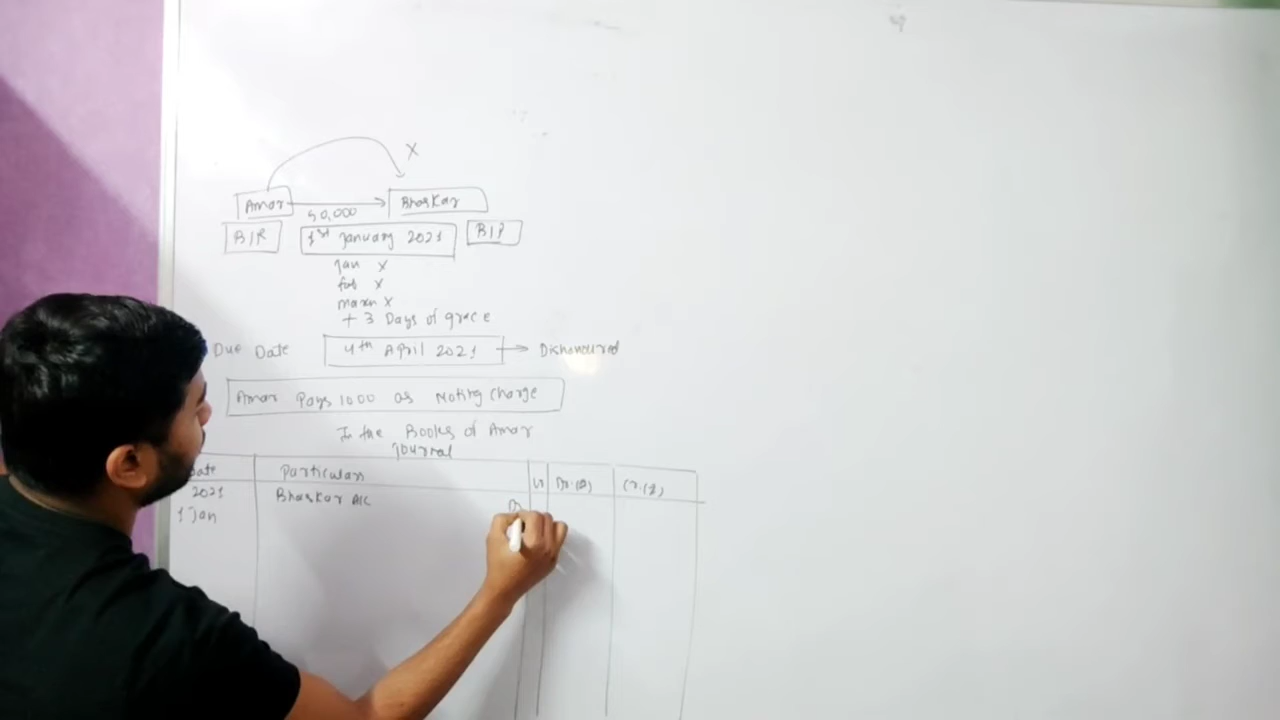 X
Amar Bhaskar
50,000
B/R 1st January 2021 B/P
Jan X
feb X
march X
+ 3 Days of grace
Due Date 4th April 2021 Dishonoured
Amar Pays 1000 as Noting Charge
In the Books of Amar
Journal
Date Particulars Lf Dr.(₹) Cr.(₹)
2021 Bhaskar A/c Dr
1 Jan